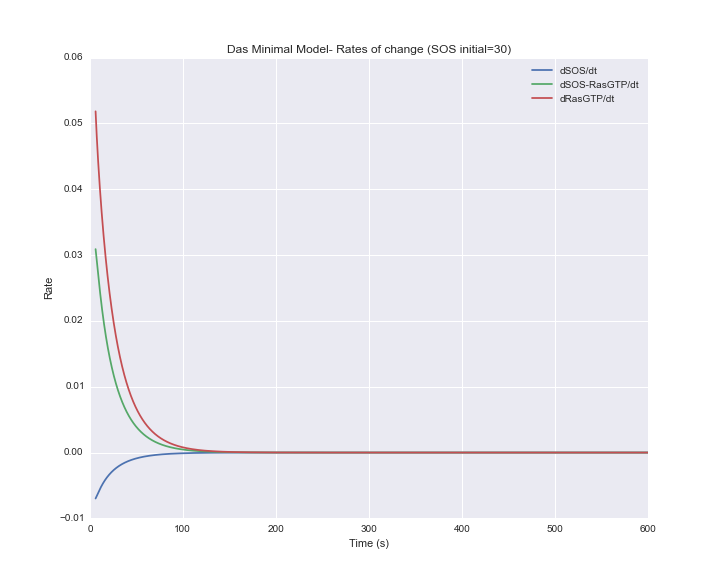 Das Minimal Model- Rates of change (SOS initial=30)
0.06
dSOS/dt
dSOS-RasGTP/dt
dRasGTP/dt
0.05
0.04
0.03
Rate
0.02
0.01
0.00
−0.01
0 100 200 300 400 500 600
Time (s)